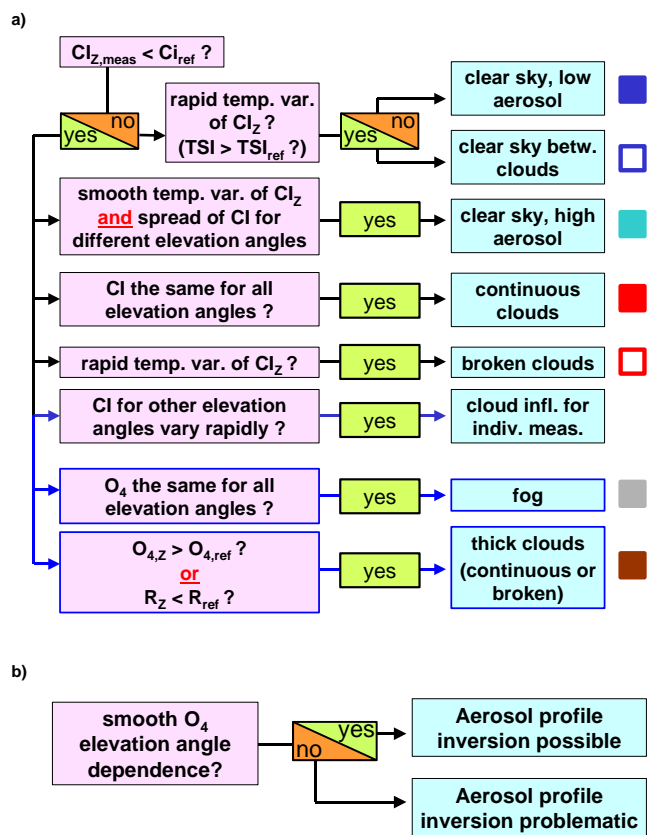 a)
CI_Z,meas < Ci_ref ?
yes no
rapid temp. var.
of CI_Z ?
(TSI > TSI_ref ?)
yes no
clear sky, low
aerosol
clear sky betw.
clouds
smooth temp. var. of CI_Z
and spread of CI for
different elevation angles
yes
clear sky, high
aerosol
CI the same for all
elevation angles ?
yes
continuous
clouds
rapid temp. var. of CI_Z ?
yes
broken clouds
CI for other elevation
angles vary rapidly ?
yes
cloud infl. for
indiv. meas.
O_4 the same for all
elevation angles ?
yes
fog
O_4,Z > O_4,ref ?
or
R_Z < R_ref ?
yes
thick clouds
(continuous or
broken)
b)
smooth O_4
elevation angle
dependence?
yes
no
Aerosol profile
inversion possible
Aerosol profile
inversion problematic